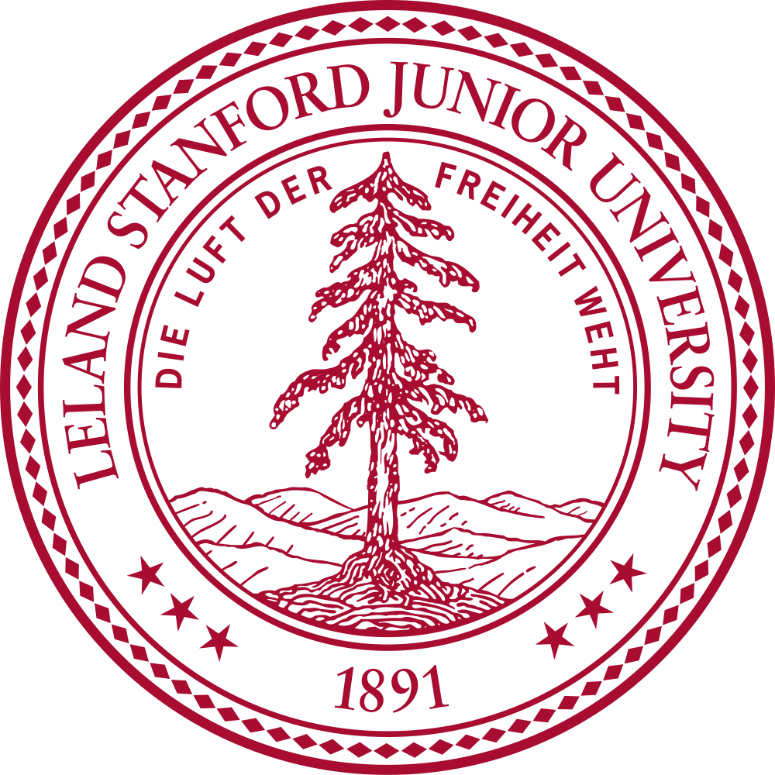 LELAND STANFORD JUNIOR UNIVERSITY
DIE LUFT DER FREIHEIT WEHT
1891